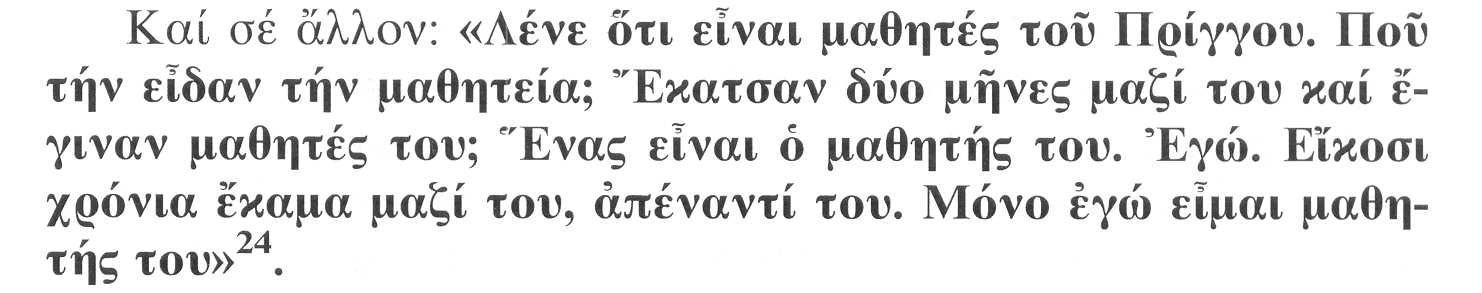 Καί σέ ἄλλον: «Λένε ὅτι εἶναι μαθητές τοῦ Πρίγγου. Ποῦ
τήν εἶδαν τήν μαθητεία; Ἔκατσαν δύο μῆνες μαζί του καί ἔ-
γιναν μαθητές του; Ἕνας εἶναι ὁ μαθητής του. Ἐγώ. Εἴκοσι
χρόνια ἔκαμα μαζί του, ἀπέναντί του. Μόνο ἐγώ εἶμαι μαθη-
τής του»24.